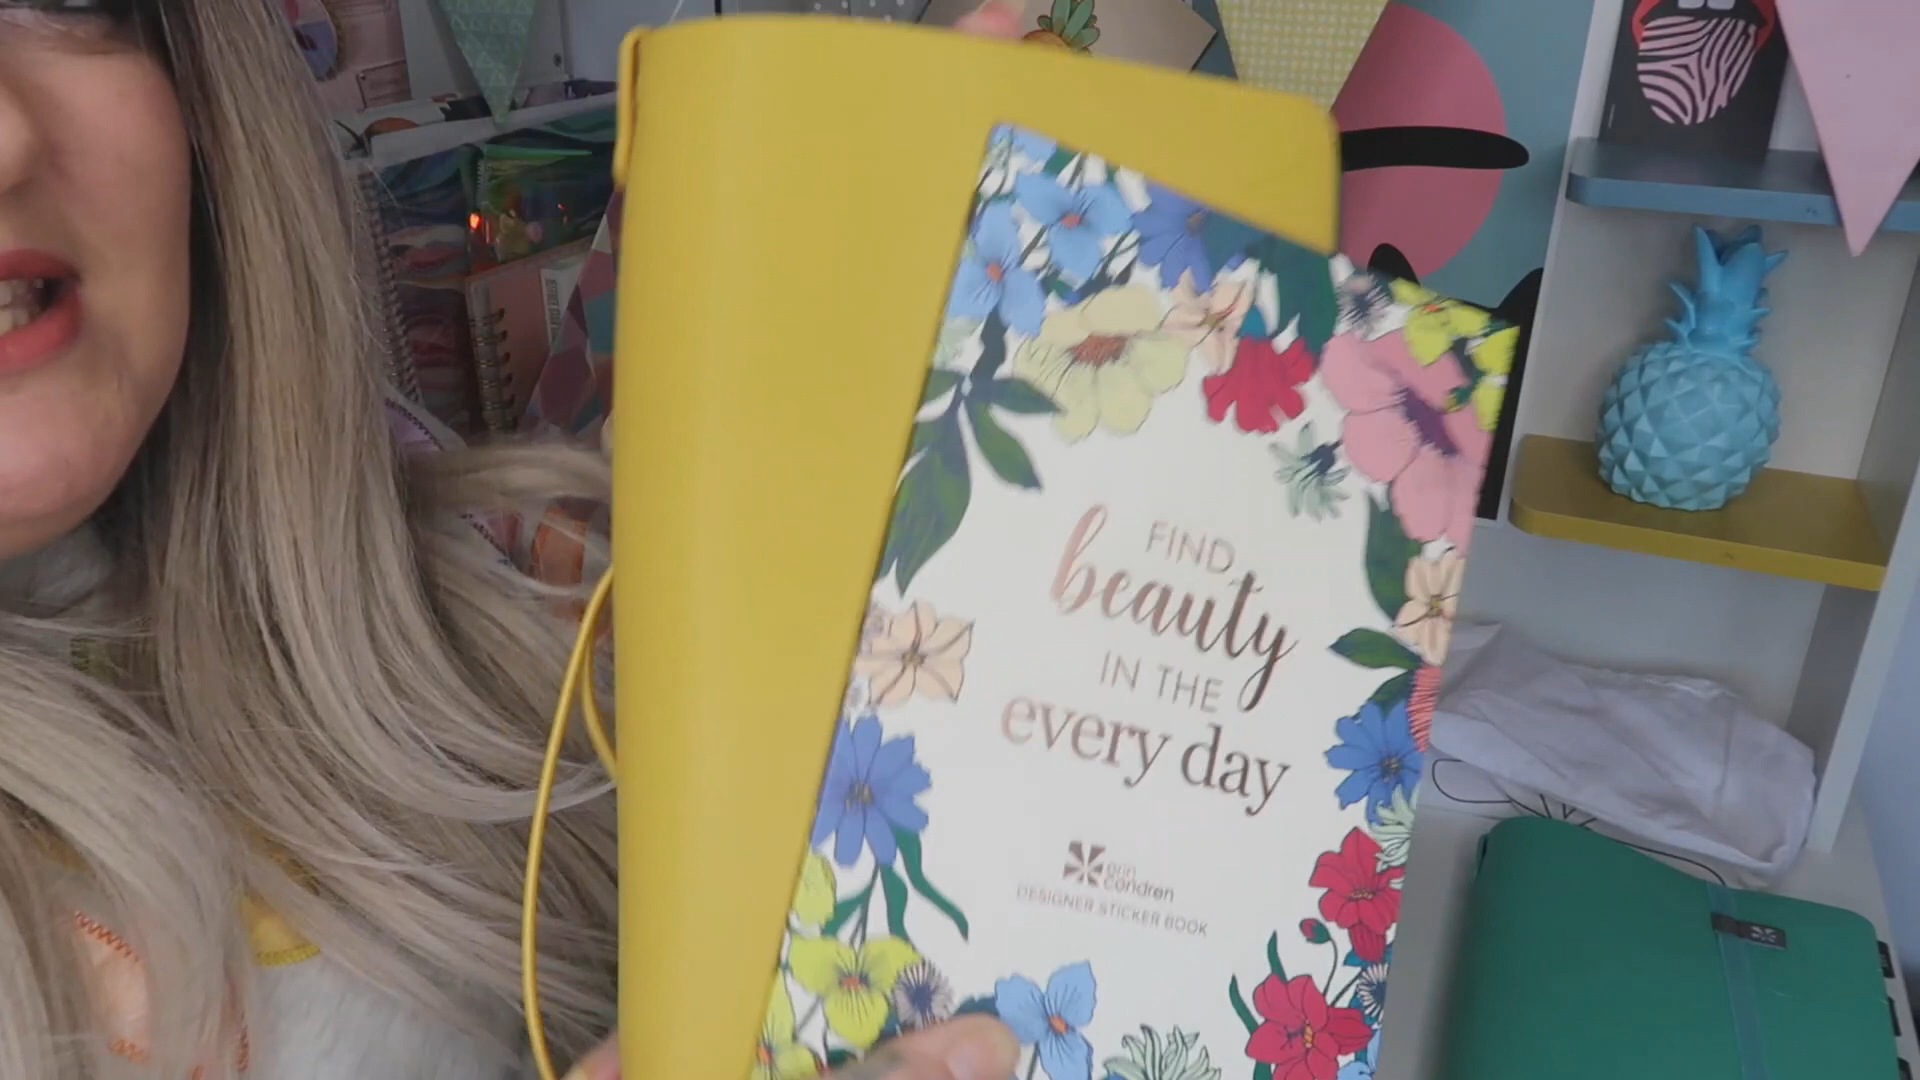 FIND
beauty
IN THE
every day
erin
condren
DESIGNER STICKER BOOK